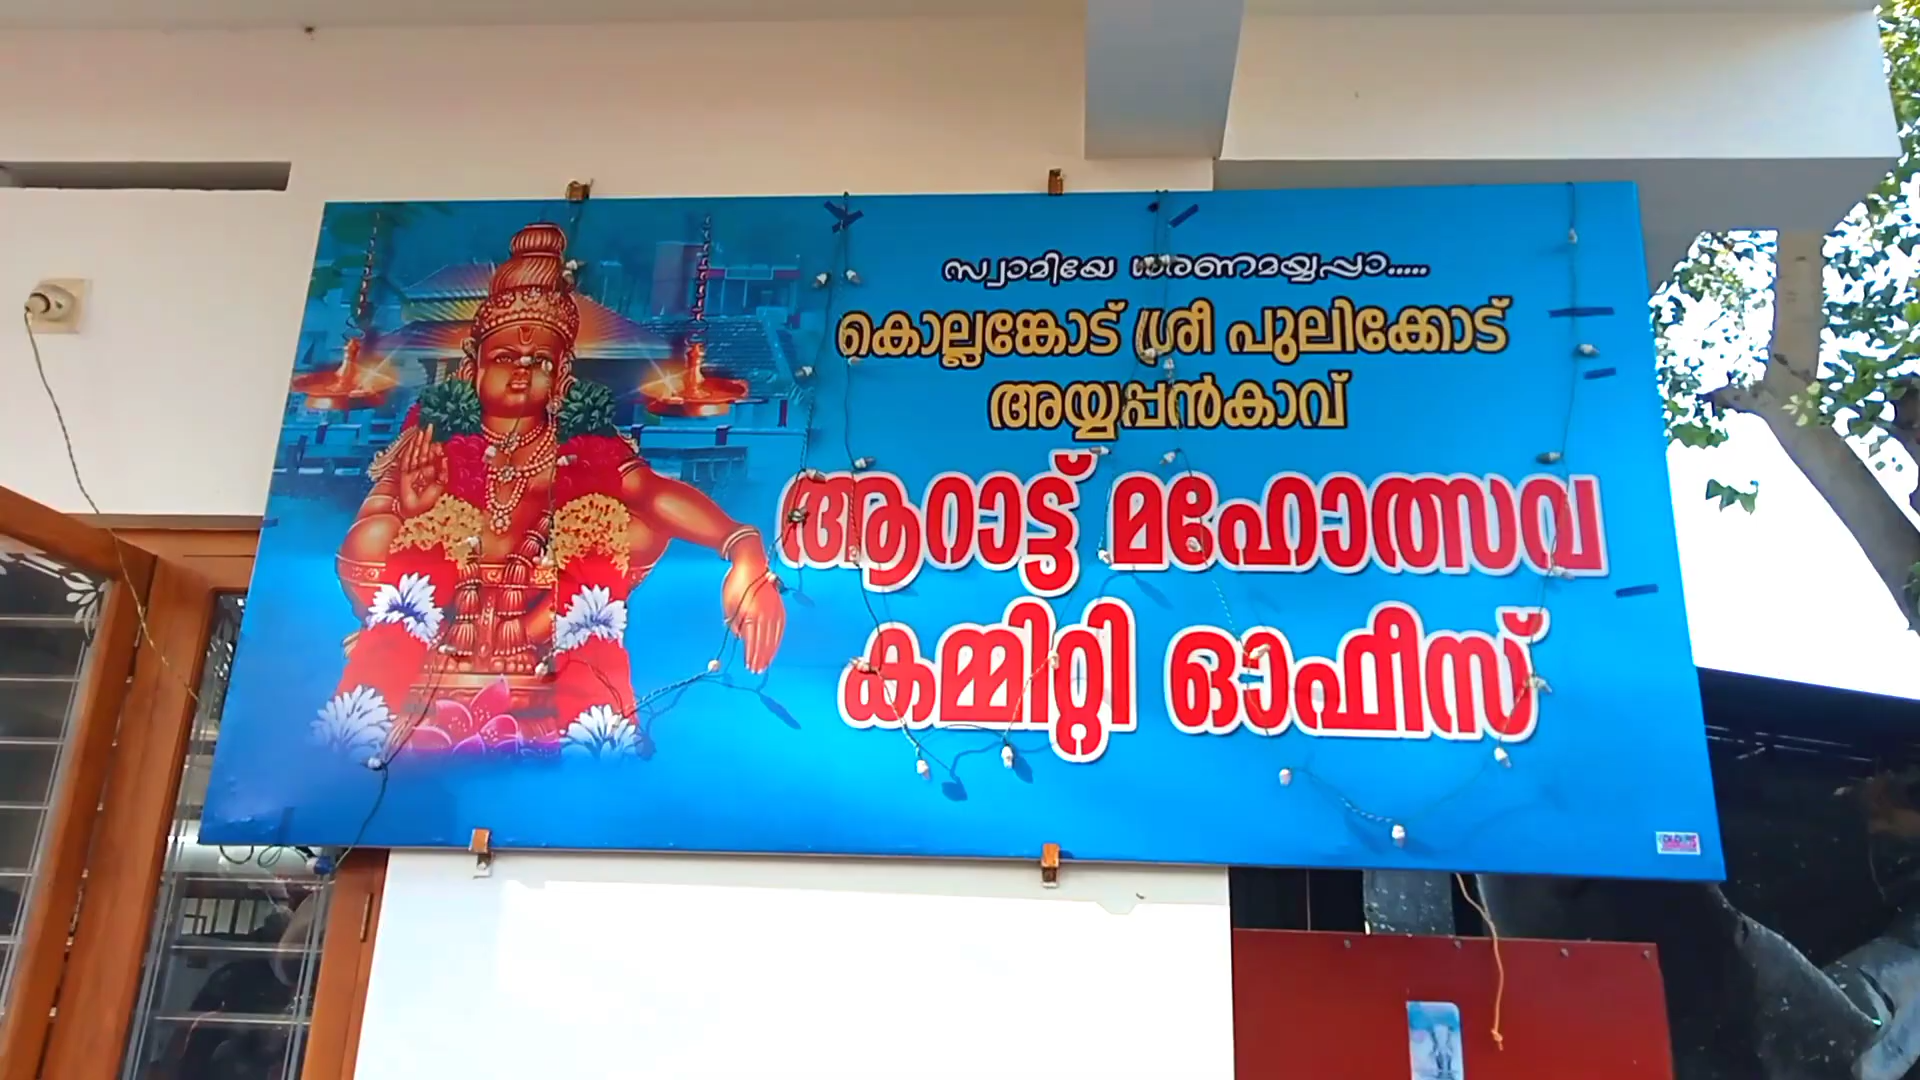 സ്വാമിയേ ശരണമയ്യപ്പാ.....
കൊല്ലങ്കോട് ശ്രീ പുലിക്കോട്
അയ്യപ്പൻകാവ്
ആറാട്ട് മഹോത്സവ
കമ്മിറ്റി ഓഫീസ്